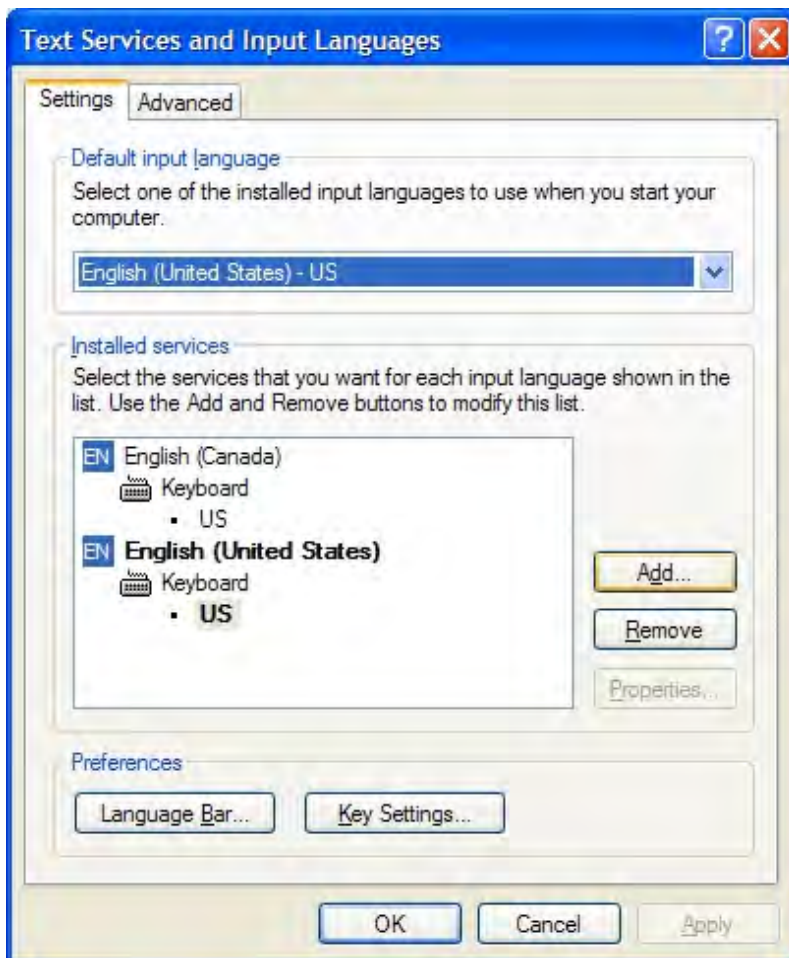 Text Services and Input Languages
Settings
Advanced
Default input language
Select one of the installed input languages to use when you start your
computer.
English (United States) - US
Installed services
Select the services that you want for each input language shown in the
list. Use the Add and Remove buttons to modify this list.
EN English (Canada)
Keyboard
• US
EN English (United States)
Keyboard
• US
Add...
Remove
Properties...
Preferences
Language Bar...
Key Settings...
OK
Cancel
Apply